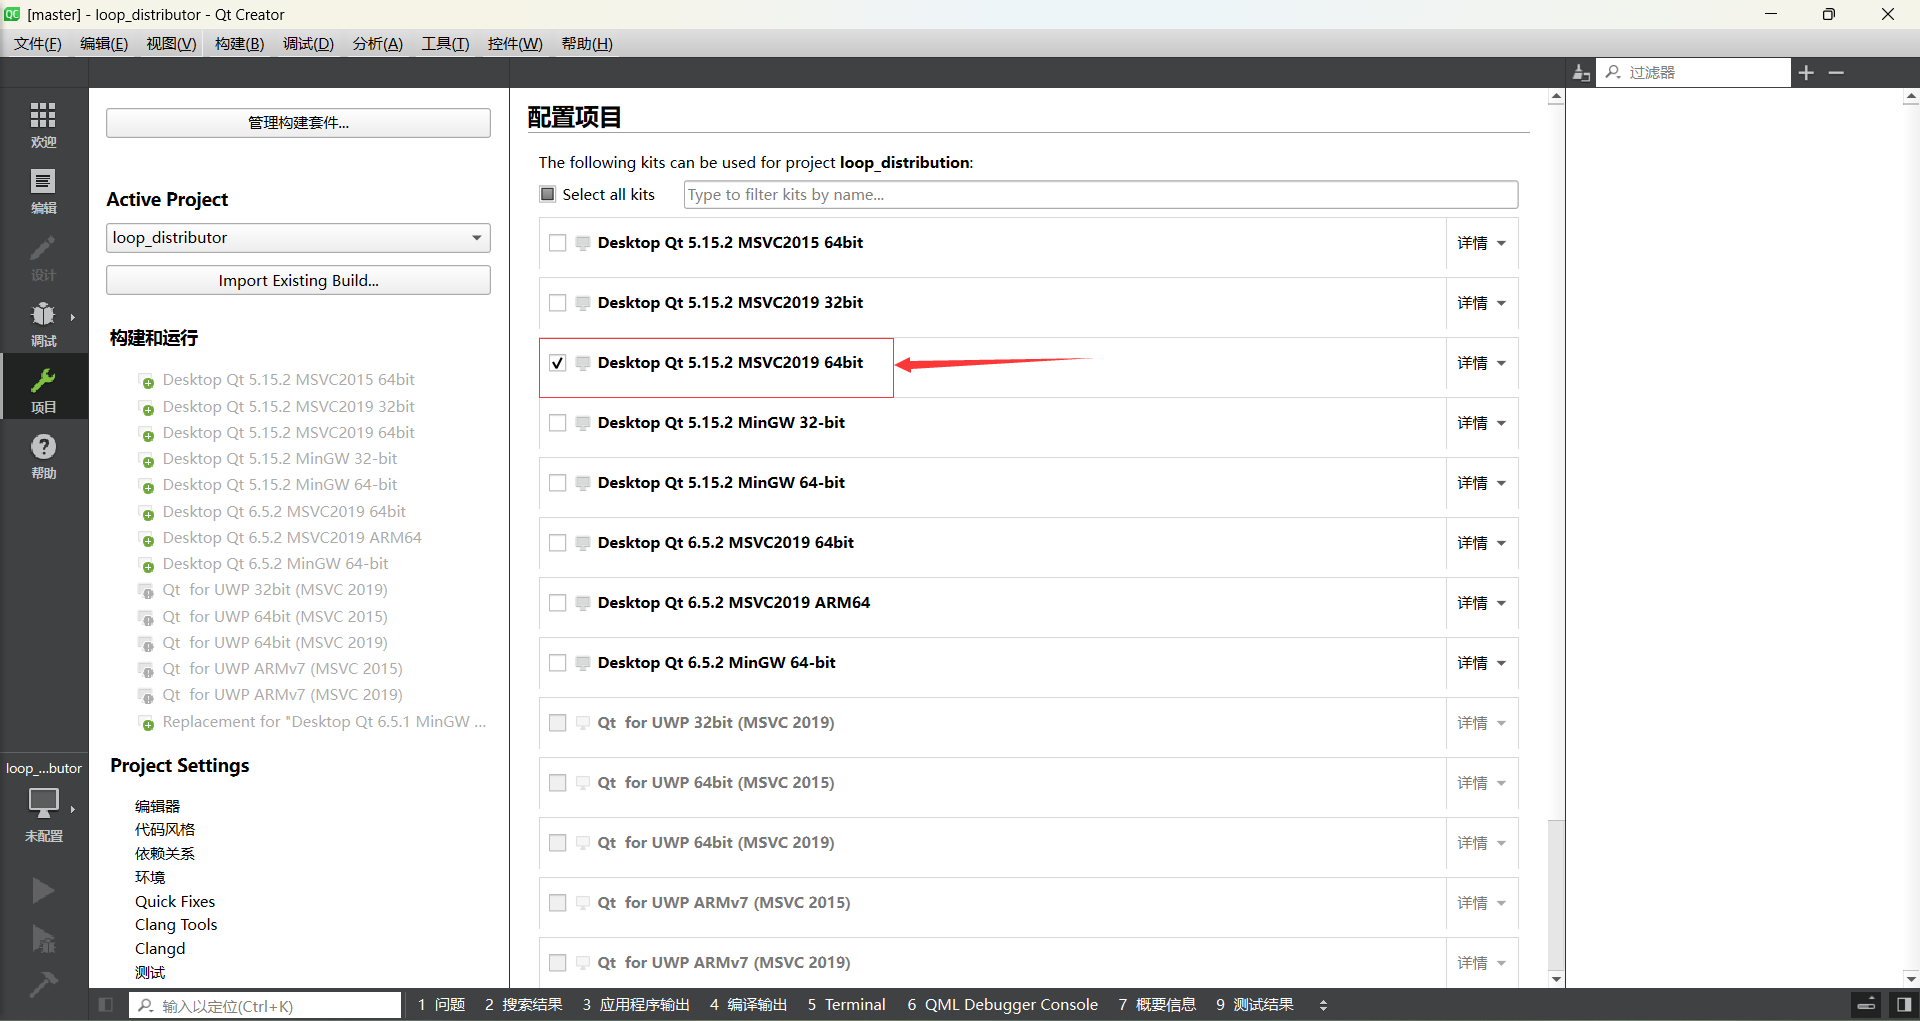 [master] - loop_distributor - Qt Creator
文件(F) 编辑(E) 视图(V) 构建(B) 调试(D) 分析(A) 工具(T) 控件(W) 帮助(H)
过滤器
欢迎
编辑
设计
调试
项目
帮助
loop_...butor
未配置
管理构建套件...
Active Project
loop_distributor
Import Existing Build...
构建和运行
Desktop Qt 5.15.2 MSVC2015 64bit
Desktop Qt 5.15.2 MSVC2019 32bit
Desktop Qt 5.15.2 MSVC2019 64bit
Desktop Qt 5.15.2 MinGW 32-bit
Desktop Qt 5.15.2 MinGW 64-bit
Desktop Qt 6.5.2 MSVC2019 64bit
Desktop Qt 6.5.2 MSVC2019 ARM64
Desktop Qt 6.5.2 MinGW 64-bit
Qt for UWP 32bit (MSVC 2019)
Qt for UWP 64bit (MSVC 2015)
Qt for UWP 64bit (MSVC 2019)
Qt for UWP ARMv7 (MSVC 2015)
Qt for UWP ARMv7 (MSVC 2019)
Replacement for "Desktop Qt 6.5.1 MinGW ...
Project Settings
编辑器
代码风格
依赖关系
环境
Quick Fixes
Clang Tools
Clangd
测试
配置项目
The following kits can be used for project loop_distribution:
Select all kits Type to filter kits by name...
Desktop Qt 5.15.2 MSVC2015 64bit 详情
Desktop Qt 5.15.2 MSVC2019 32bit 详情
Desktop Qt 5.15.2 MSVC2019 64bit 详情
Desktop Qt 5.15.2 MinGW 32-bit 详情
Desktop Qt 5.15.2 MinGW 64-bit 详情
Desktop Qt 6.5.2 MSVC2019 64bit 详情
Desktop Qt 6.5.2 MSVC2019 ARM64 详情
Desktop Qt 6.5.2 MinGW 64-bit 详情
Qt for UWP 32bit (MSVC 2019) 详情
Qt for UWP 64bit (MSVC 2015) 详情
Qt for UWP 64bit (MSVC 2019) 详情
Qt for UWP ARMv7 (MSVC 2015) 详情
Qt for UWP ARMv7 (MSVC 2019) 详情
输入以定位(Ctrl+K) 1 问题 2 搜索结果 3 应用程序输出 4 编译输出 5 Terminal 6 QML Debugger Console 7 概要信息 9 测试结果